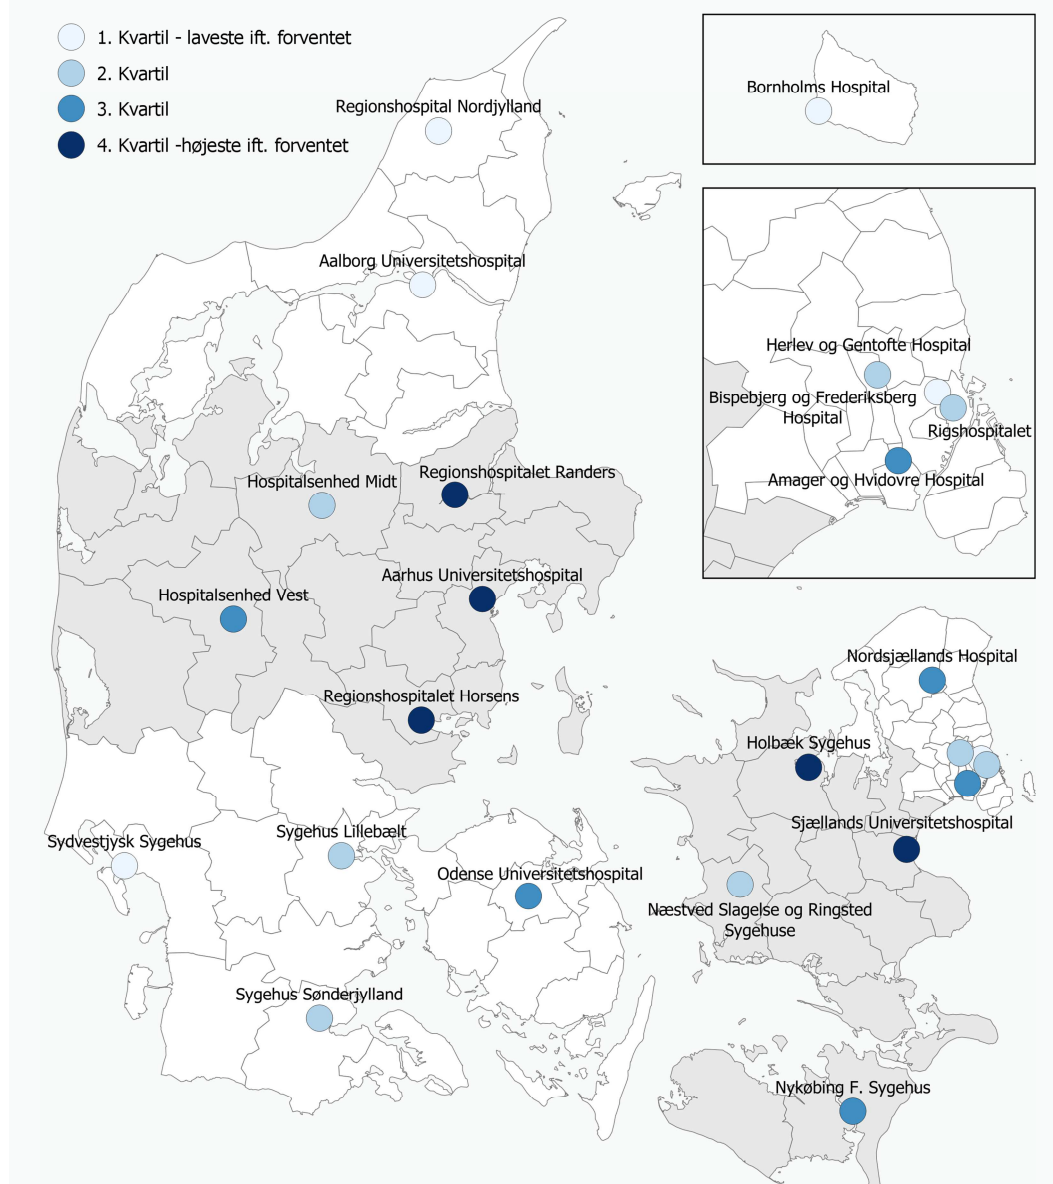 1. Kvartil - laveste ift. forventet
2. Kvartil
3. Kvartil
4. Kvartil -højeste ift. forventet
Regionshospital Nordjylland
Bornholms Hospital
Aalborg Universitetshospital
Herlev og Gentofte Hospital
Bispebjerg og Frederiksberg
Hospital
Rigshospitalet
Amager og Hvidovre Hospital
Hospitalsenhed Midt
Regionshospitalet Randers
Aarhus Universitetshospital
Hospitalsenhed Vest
Regionshospitalet Horsens
Nordsjællands Hospital
Holbæk Sygehus
Sjællands Universitetshospital
Sydvestjysk Sygehus
Sygehus Lillebælt
Odense Universitetshospital
Næstved Slagelse og Ringsted
Sygehuse
Sygehus Sønderjylland
Nykøbing F. Sygehus